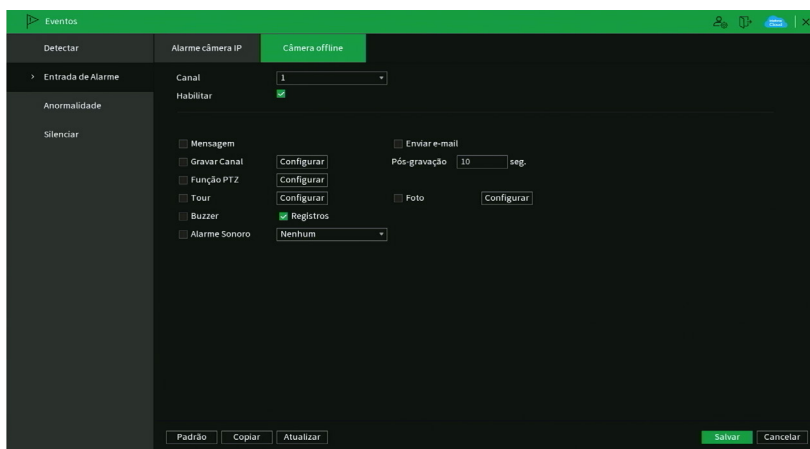 Eventos
Detectar
Entrada de Alarme
Anormalidade
Silenciar
Alarme câmera IP
Câmera offline
Canal 1
Habilitar
Mensagem Enviar e-mail
Gravar Canal Configurar Pós-gravação 10 seg.
Função PTZ Configurar
Tour Configurar Foto Configurar
Buzzer Registros
Alarme Sonoro Nenhum
Padrão Copiar Atualizar Salvar Cancelar